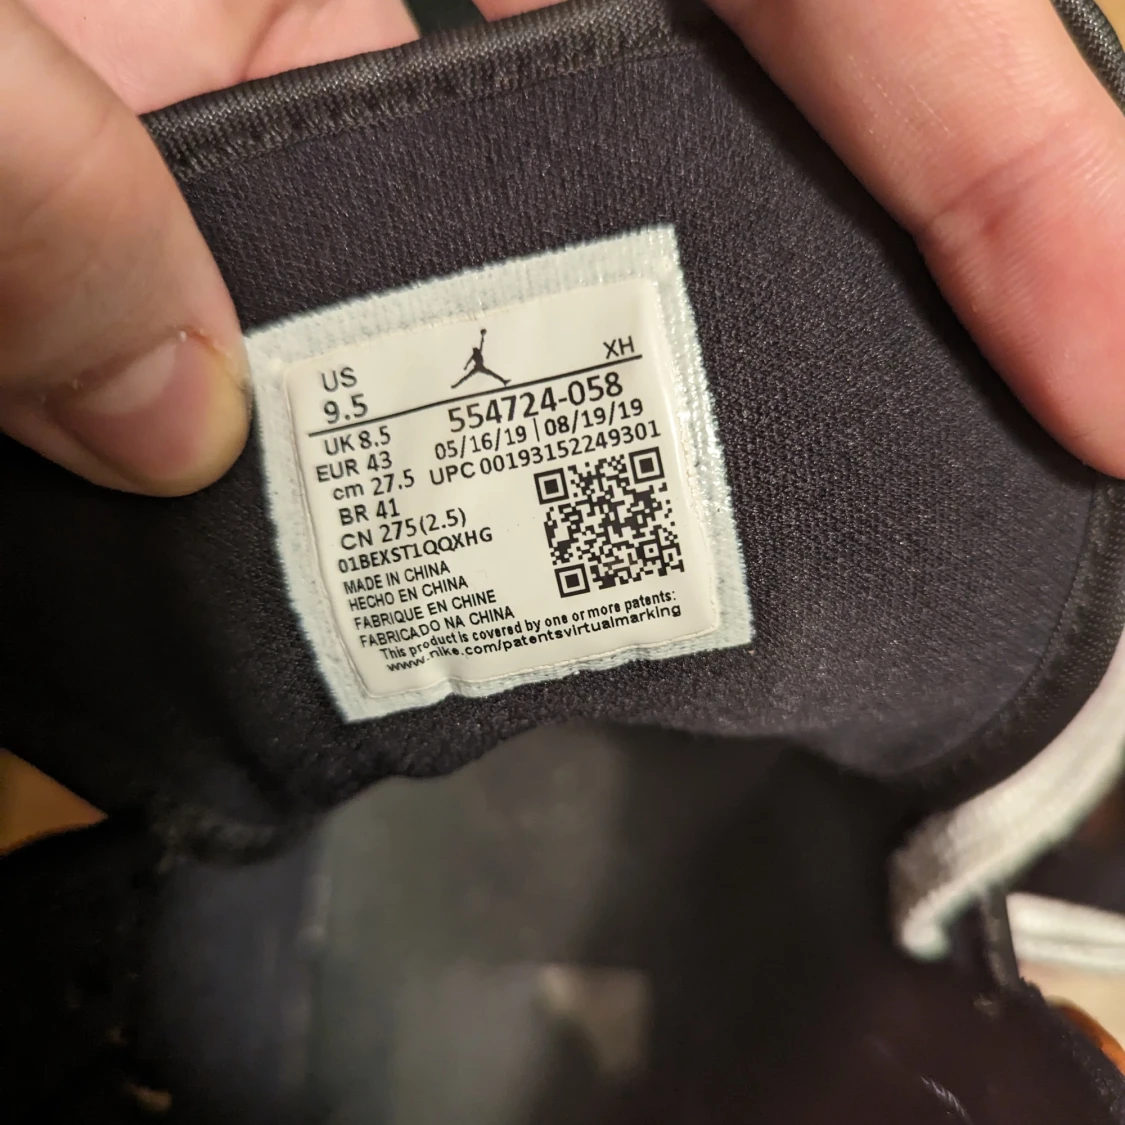 US
XH
9.5
554724-058
UK 8.5
05/16/19 | 08/19/19
EUR 43
UPC 00193152249301
cm 27.5
BR 41
CN 275(2.5)
01BEXST1QQXHG
MADE IN CHINA
HECHO EN CHINA
FABRIQUE EN CHINE
FABRICADO NA CHINA
This product is covered by one or more patents:
www.nike.com/patentsvirtualmarking